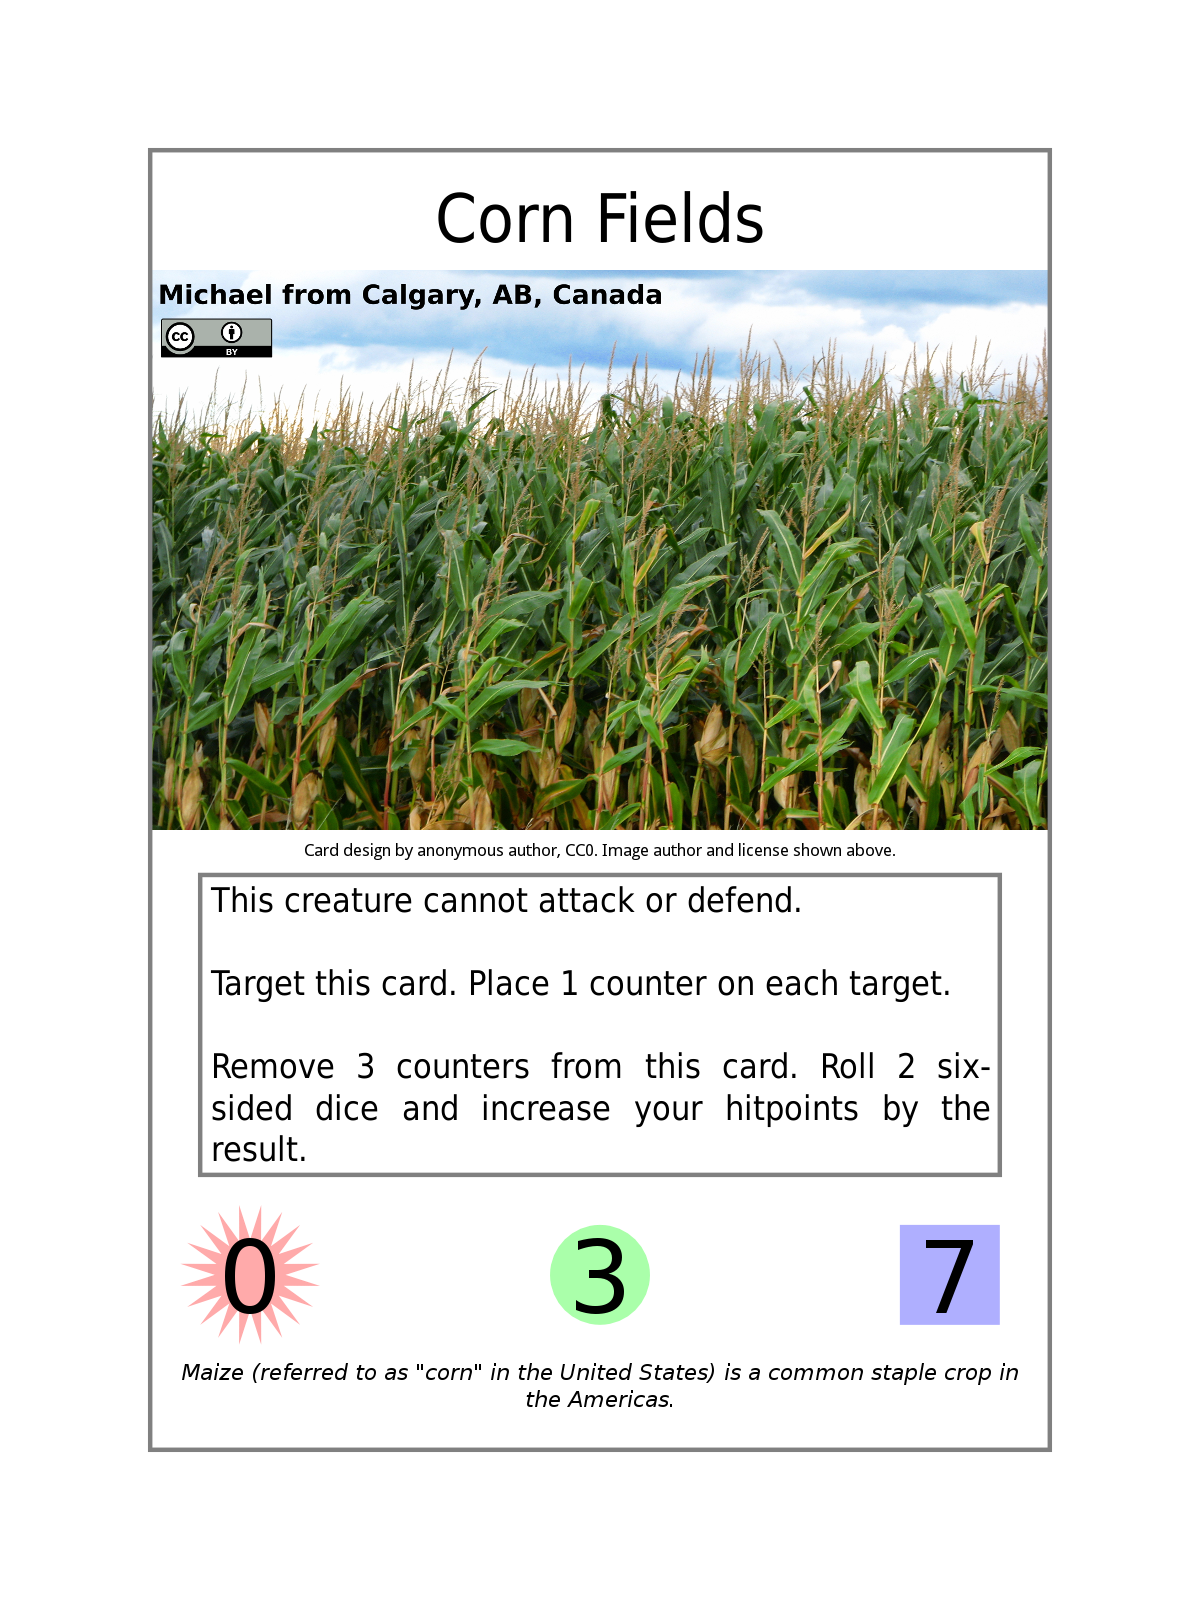 Corn Fields
Michael from Calgary, AB, Canada
cc
BY
Card design by anonymous author, CC0. Image author and license shown above.
This creature cannot attack or defend.
Target this card. Place 1 counter on each target.
Remove 3 counters from this card. Roll 2 six-
sided dice and increase your hitpoints by the
result.
0 3 7
Maize (referred to as "corn" in the United States) is a common staple crop in
the Americas.